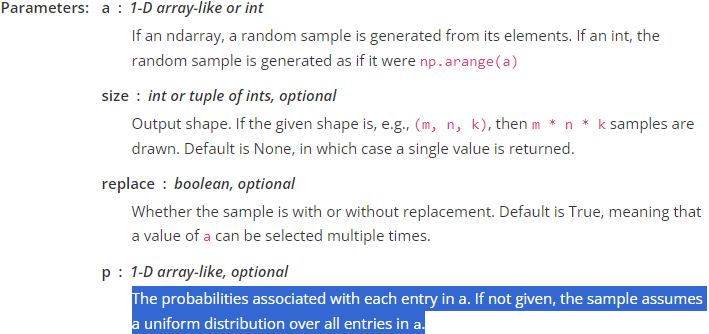 Parameters: a : 1-D array-like or int
If an ndarray, a random sample is generated from its elements. If an int, the
random sample is generated as if it were np.arange(a)
size : int or tuple of ints, optional
Output shape. If the given shape is, e.g., (m, n, k), then m * n * k samples are
drawn. Default is None, in which case a single value is returned.
replace : boolean, optional
Whether the sample is with or without replacement. Default is True, meaning that
a value of a can be selected multiple times.
p : 1-D array-like, optional
The probabilities associated with each entry in a. If not given, the sample assumes
a uniform distribution over all entries in a.